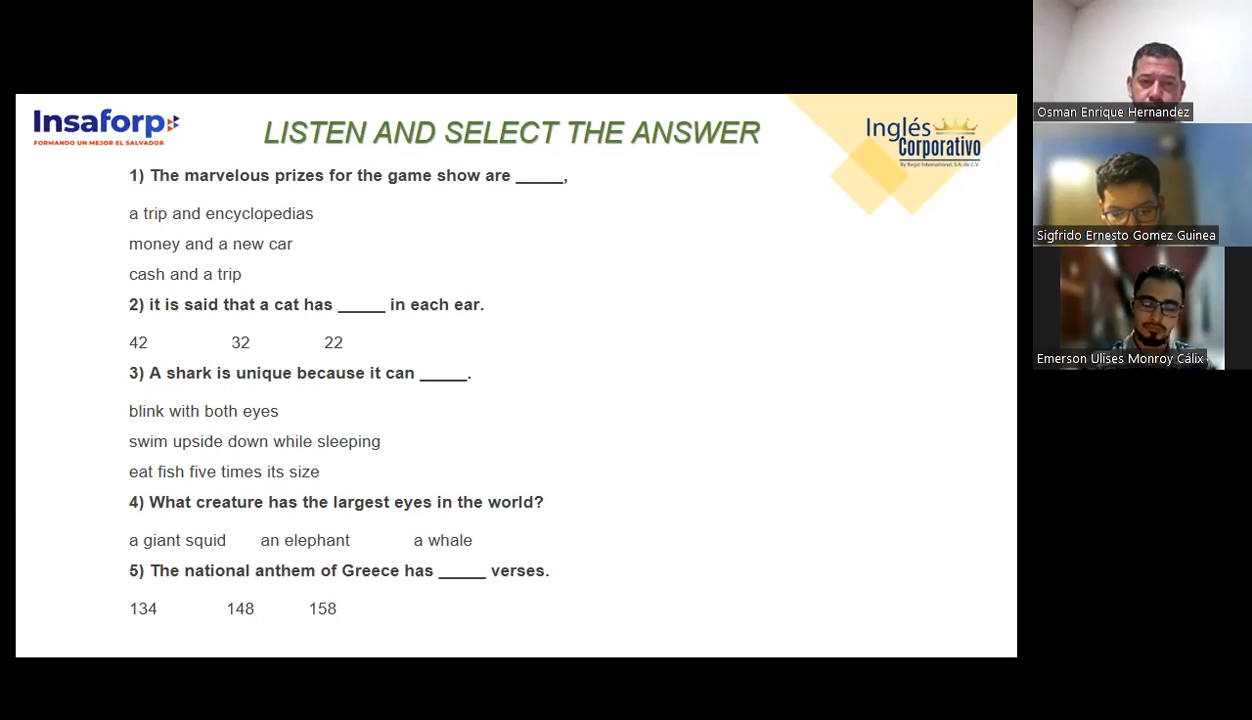 Insaforp
FORMANDO UN MEJOR EL SALVADOR
LISTEN AND SELECT THE ANSWER
Inglés
Corporativo
By Regal International, S.A. de C.V.
1) The marvelous prizes for the game show are _____,
a trip and encyclopedias
money and a new car
cash and a trip
2) it is said that a cat has _____ in each ear.
42 32 22
3) A shark is unique because it can _____.
blink with both eyes
swim upside down while sleeping
eat fish five times its size
4) What creature has the largest eyes in the world?
a giant squid an elephant a whale
5) The national anthem of Greece has _____ verses.
134 148 158
Osman Enrique Hernandez
Sigfrido Ernesto Gomez Guinea
Emerson Ulises Monroy Cálix